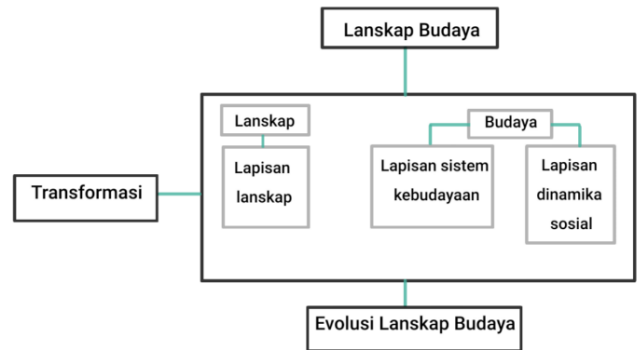 Lanskap Budaya
Lanskap
Budaya
Lapisan
lanskap
Lapisan sistem
kebudayaan
Lapisan
dinamika
sosial
Transformasi
Evolusi Lanskap Budaya